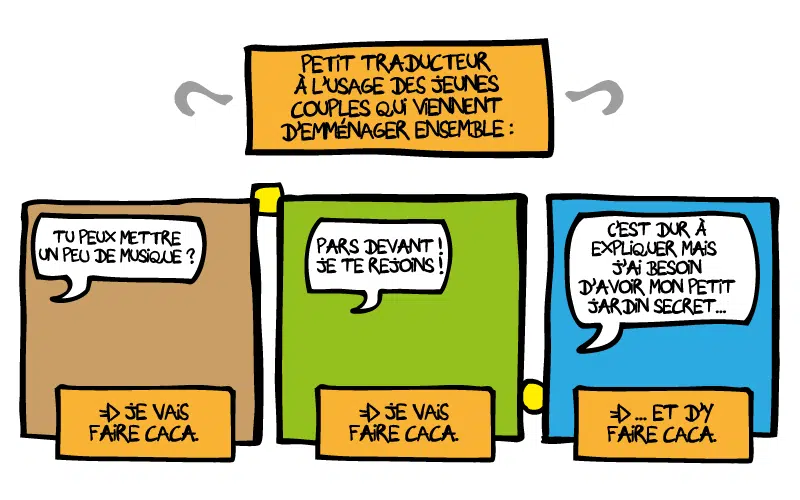 PETIT TRADUCTEUR
À L'USAGE DES JEUNES
COUPLES QUI VIENNENT
D'EMMÉNAGER ENSEMBLE :
TU PEUX METTRE
UN PEU DE MUSIQUE ?
=> JE VAIS
FAIRE CACA.
PARS DEVANT !
JE TE REJOINS !
=> JE VAIS
FAIRE CACA.
C'EST DUR À
EXPLIQUER MAIS
J'AI BESOIN
D'AVOIR MON PETIT
JARDIN SECRET...
=> ... ET D'Y
FAIRE CACA.